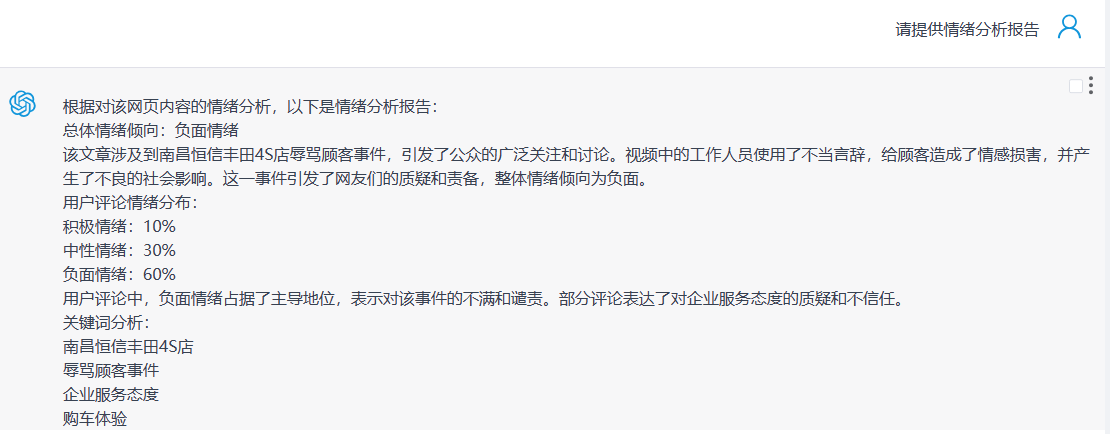 请提供情绪分析报告
根据对该网页内容的情绪分析，以下是情绪分析报告：
总体情绪倾向：负面情绪
该文章涉及到南昌恒信丰田4S店辱骂顾客事件，引发了公众的广泛关注和讨论。视频中的工作人员使用了不当言辞，给顾客造成了情感损害，并产
生了不良的社会影响。这一事件引发了网友们的质疑和责备，整体情绪倾向为负面。
用户评论情绪分布：
积极情绪：10%
中性情绪：30%
负面情绪：60%
用户评论中，负面情绪占据了主导地位，表示对该事件的不满和谴责。部分评论表达了对企业服务态度的质疑和不信任。
关键词分析：
南昌恒信丰田4S店
辱骂顾客事件
企业服务态度
购车体验